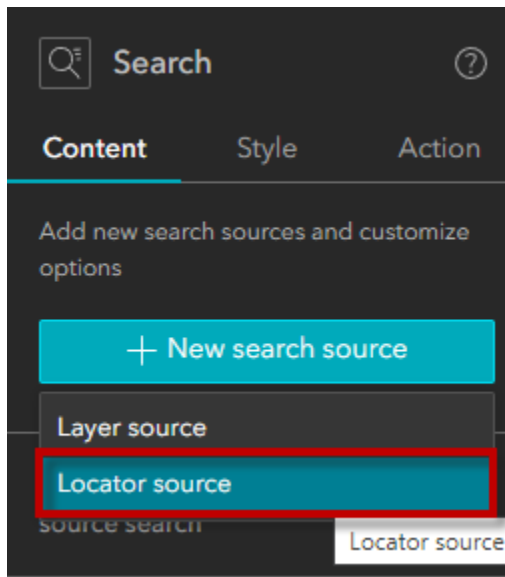 Search
Content Style Action
Add new search sources and customize
options
+ New search source
Layer source
Locator source
source search
Locator source